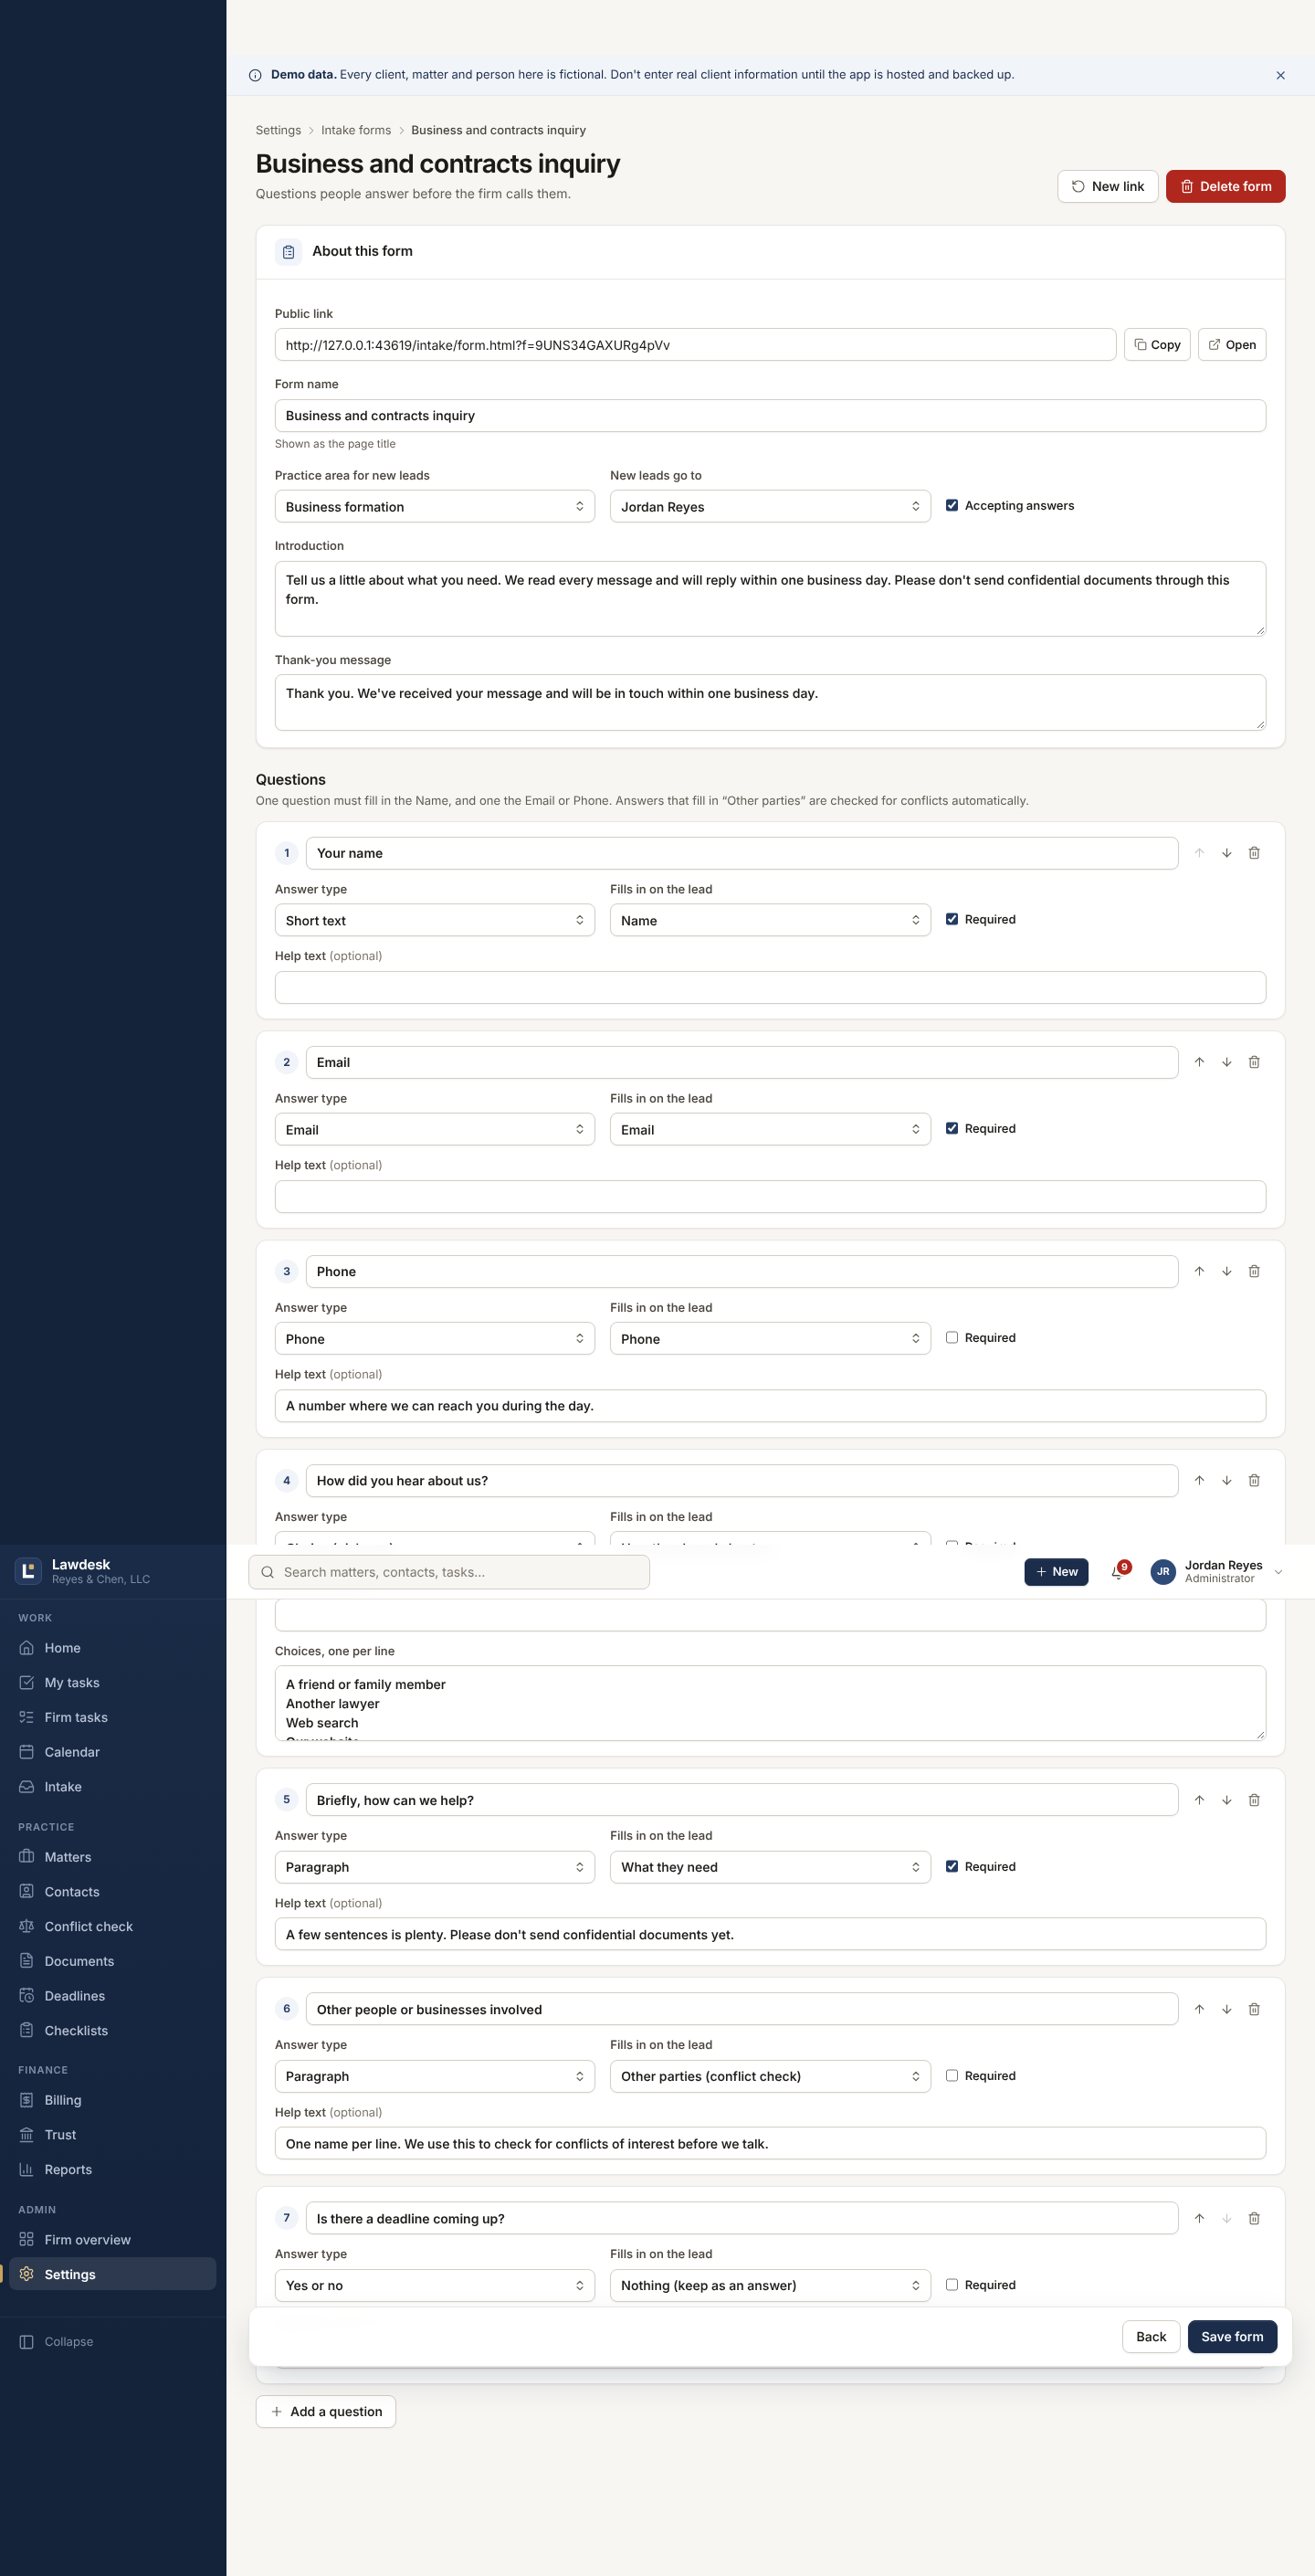 Demo data. Every client, matter and person here is fictional. Don't enter real client information until the app is hosted and backed up.
Settings > Intake forms > Business and contracts inquiry
Business and contracts inquiry
Questions people answer before the firm calls them.
New link
Delete form
About this form
Public link
http://127.0.0.1:43619/intake/form.html?f=9UNS34GAXURg4pVv
Copy
Open
Form name
Business and contracts inquiry
Shown as the page title
Practice area for new leads
New leads go to
Business formation
Jordan Reyes
Accepting answers
Introduction
Tell us a little about what you need. We read every message and will reply within one business day. Please don't send confidential documents through this
form.
Thank-you message
Thank you. We've received your message and will be in touch within one business day.
Questions
One question must fill in the Name, and one the Email or Phone. Answers that fill in “Other parties” are checked for conflicts automatically.
1
Your name
Answer type
Fills in on the lead
Short text
Name
Required
Help text (optional)
2
Email
Answer type
Fills in on the lead
Email
Email
Required
Help text (optional)
3
Phone
Answer type
Fills in on the lead
Phone
Phone
Required
Help text (optional)
A number where we can reach you during the day.
4
How did you hear about us?
Answer type
Fills in on the lead
Lawdesk
Reyes & Chen, LLC
Search matters, contacts, tasks...
New
9
JR
Jordan Reyes
Administrator
WORK
Home
My tasks
Firm tasks
Calendar
Intake
PRACTICE
Matters
Contacts
Conflict check
Documents
Deadlines
Checklists
FINANCE
Billing
Trust
Reports
ADMIN
Firm overview
Settings
Collapse
Choices, one per line
A friend or family member
Another lawyer
Web search
5
Briefly, how can we help?
Answer type
Fills in on the lead
Paragraph
What they need
Required
Help text (optional)
A few sentences is plenty. Please don't send confidential documents yet.
6
Other people or businesses involved
Answer type
Fills in on the lead
Paragraph
Other parties (conflict check)
Required
Help text (optional)
One name per line. We use this to check for conflicts of interest before we talk.
7
Is there a deadline coming up?
Answer type
Fills in on the lead
Yes or no
Nothing (keep as an answer)
Required
Back
Save form
Add a question